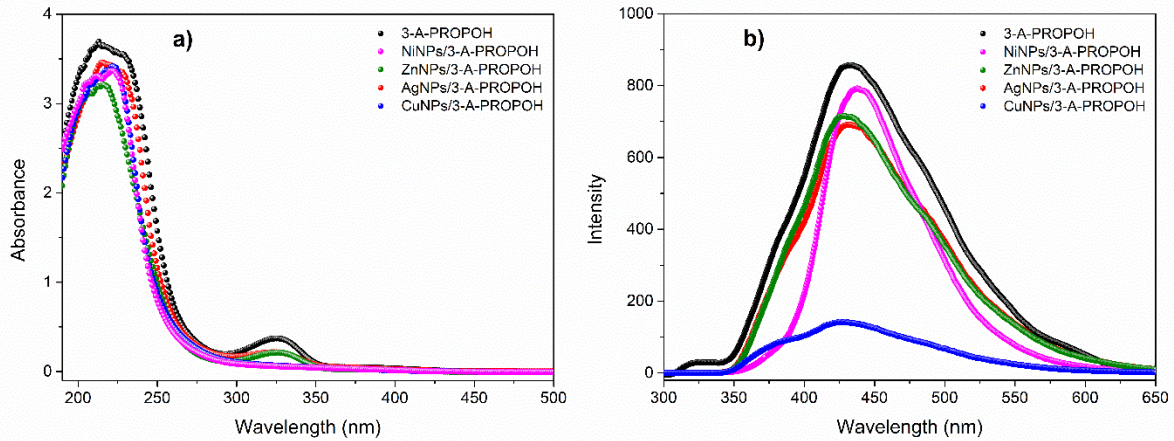 a)
3-A-PROPOH
NiNPs/3-A-PROPOH
ZnNPs/3-A-PROPOH
AgNPs/3-A-PROPOH
CuNPs/3-A-PROPOH
4
3
2
1
0
Absorbance
200 250 300 350 400 450 500
Wavelength (nm)
b)
3-A-PROPOH
NiNPs/3-A-PROPOH
ZnNPs/3-A-PROPOH
AgNPs/3-A-PROPOH
CuNPs/3-A-PROPOH
1000
800
600
400
200
0
Intensity
300 350 400 450 500 550 600 650
Wavelength (nm)